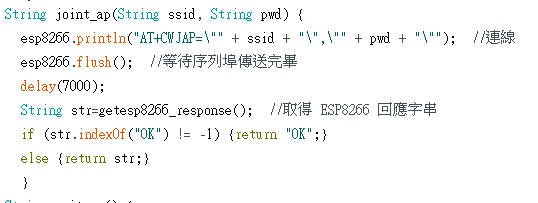 String joint_ap(String ssid, String pwd) {
esp8266.println("AT+CWJAP=\"" + ssid + "\",\"" + pwd + "\"");  //連線
esp8266.flush();  //等待序列埠傳送完畢
delay(7000);
String str=getesp8266_response();  //取得 ESP8266 回應字串
if (str.indexOf("OK") != -1) {return "OK";}
else {return str;}
}